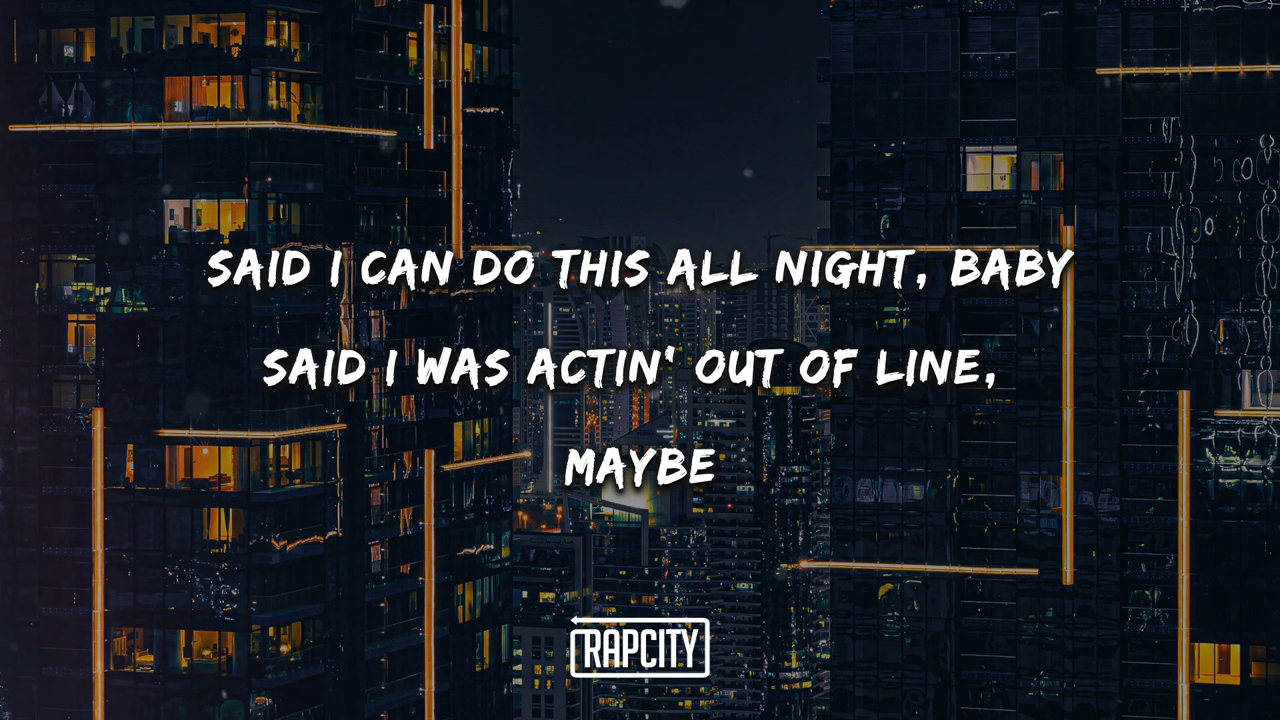 SAID I CAN DO THIS ALL NIGHT, BABY
SAID I WAS ACTIN' OUT OF LINE,
MAYBE
RAPCITY